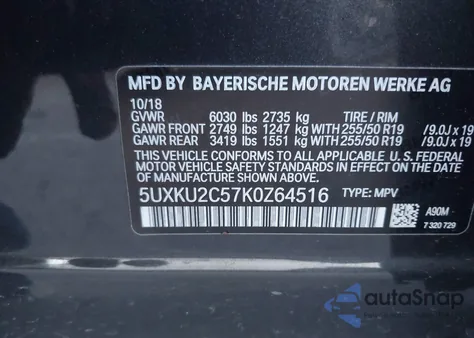 MFD BY BAYERISCHE MOTOREN WERKE AG
10/18
GVWR 6030 lbs 2735 kg TIRE / RIM
GAWR FRONT 2749 lbs 1247 kg WITH 255/50 R19 /9.0J x 19
GAWR REAR 3419 lbs 1551 kg WITH 255/50 R19 /9.0J x 19
THIS VEHICLE CONFORMS TO ALL APPLICABLE U.S. FEDERAL
MOTOR VEHICLE SAFETY STANDARDS IN EFFECT ON THE DATE
OF MANUFACTURE SHOWN ABOVE.
5UXKU2C57K0Z64516 TYPE: MPV
A90M
7 320 729
autoSnap